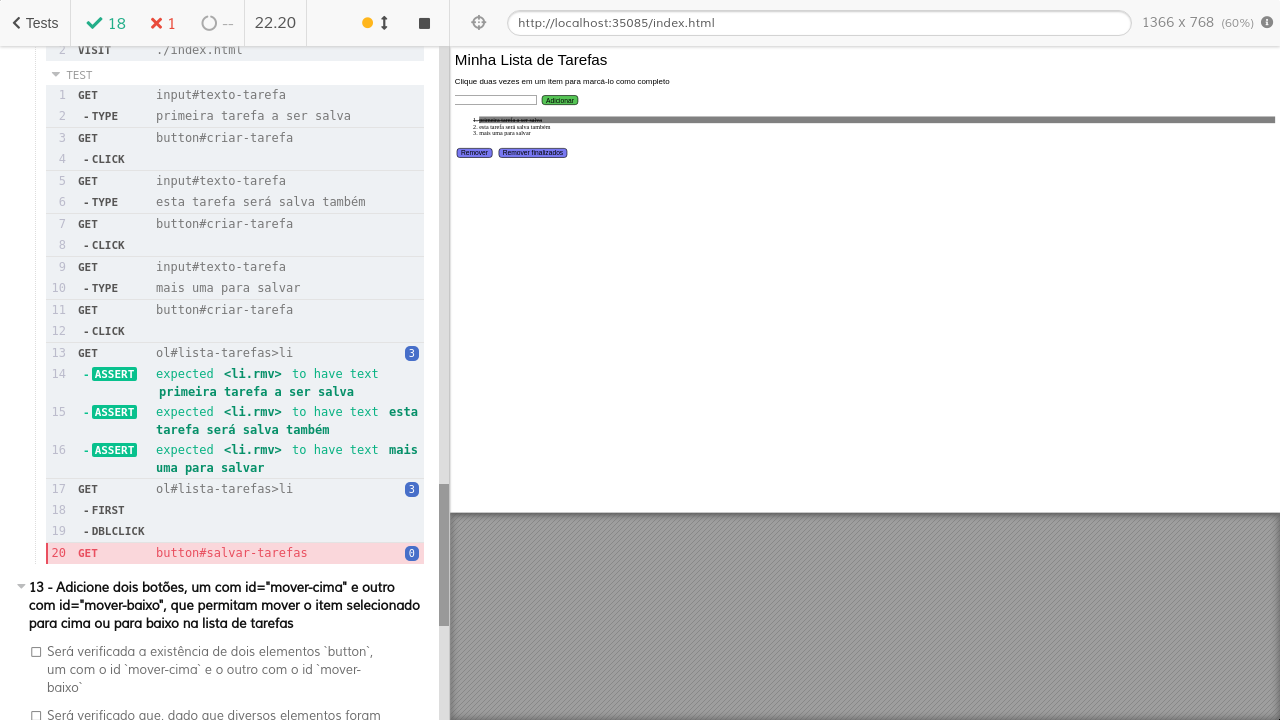 Tests
18
1
--
22.20
http://localhost:35085/index.html
1366 x 768 (60%)
2 VISIT ./index.html
TEST
1 GET input#texto-tarefa
2 -TYPE primeira tarefa a ser salva
3 GET button#criar-tarefa
4 -CLICK
5 GET input#texto-tarefa
6 -TYPE esta tarefa será salva também
7 GET button#criar-tarefa
8 -CLICK
9 GET input#texto-tarefa
10 -TYPE mais uma para salvar
11 GET button#criar-tarefa
12 -CLICK
13 GET ol#lista-tarefas>li 3
14 -ASSERT expected <li.rmv> to have text
primeira tarefa a ser salva
15 -ASSERT expected <li.rmv> to have text esta
tarefa será salva também
16 -ASSERT expected <li.rmv> to have text mais
uma para salvar
17 GET ol#lista-tarefas>li 3
18 -FIRST
19 -DBLCLICK
20 GET button#salvar-tarefas 0
13 - Adicione dois botões, um com id="mover-cima" e outro
com id="mover-baixo", que permitam mover o item selecionado
para cima ou para baixo na lista de tarefas
Será verificada a existência de dois elementos `button`,
um com o id `mover-cima` e o outro com o id `mover-
baixo`
Será verificado que, dado que diversos elementos foram
Minha Lista de Tarefas
Clique duas vezes em um item para marcá-lo como completo
Adicionar
1. primeira tarefa a ser salva
2. esta tarefa será salva também
3. mais uma para salvar
Remover
Remover finalizados